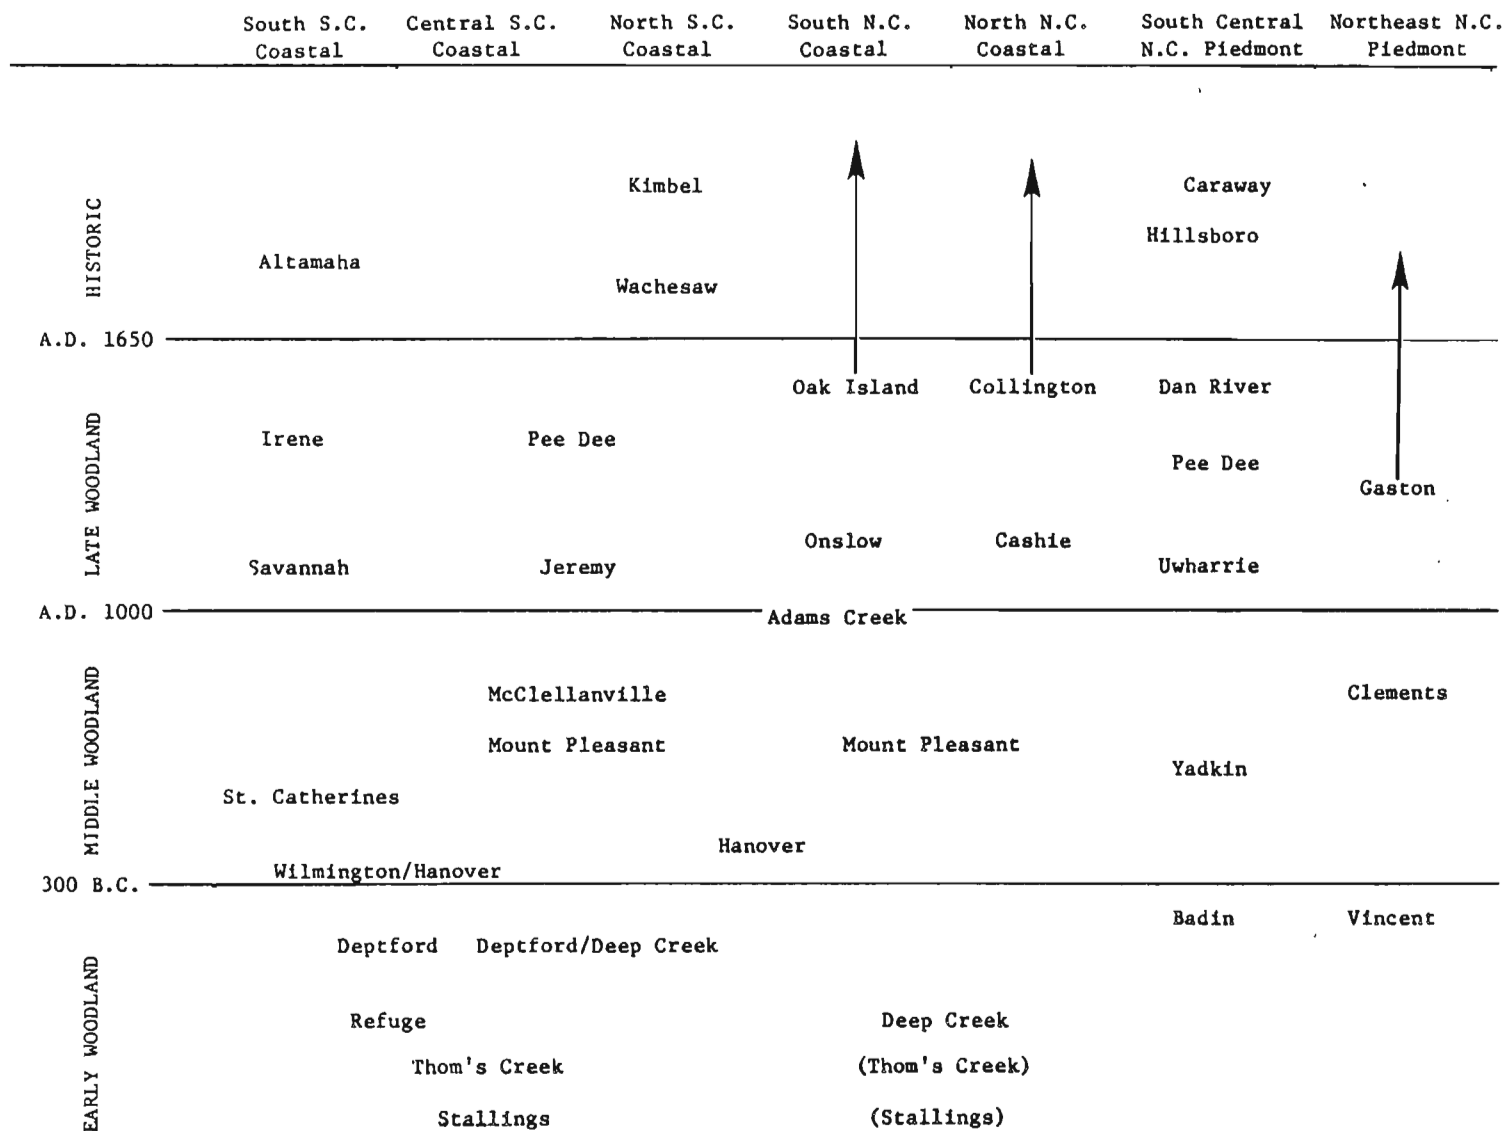 South S.C. Central S.C. North S.C. South N.C. North N.C. South Central Northeast N.C.
Coastal Coastal Coastal Coastal Coastal N.C. Piedmont Piedmont
HISTORIC
Kimbel Caraway
Hillsboro
Altamaha
Wachesaw
A.D. 1650
LATE WOODLAND
Oak Island Collington Dan River
Irene Pee Dee
Pee Dee
Gaston
Onslow Cashie
Savannah Jeremy Uwharrie
A.D. 1000 Adams Creek
MIDDLE WOODLAND
McClellanville Clements
Mount Pleasant Mount Pleasant
Yadkin
St. Catherines
Hanover
Wilmington/Hanover
300 B.C.
EARLY WOODLAND
Badin Vincent
Deptford Deptford/Deep Creek
Refuge Deep Creek
Thom's Creek (Thom's Creek)
Stallings (Stallings)